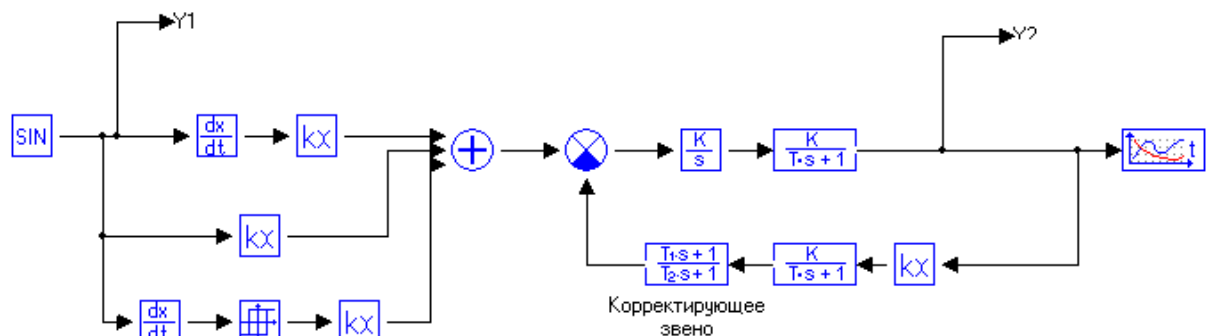 Y1
Y2
SIN
dx
dt
kx
K
s
K
T·s + 1
t
kx
T₁·s + 1
T₂·s + 1
K
T·s + 1
kx
Корректирующее
звено
dx
dt
kx